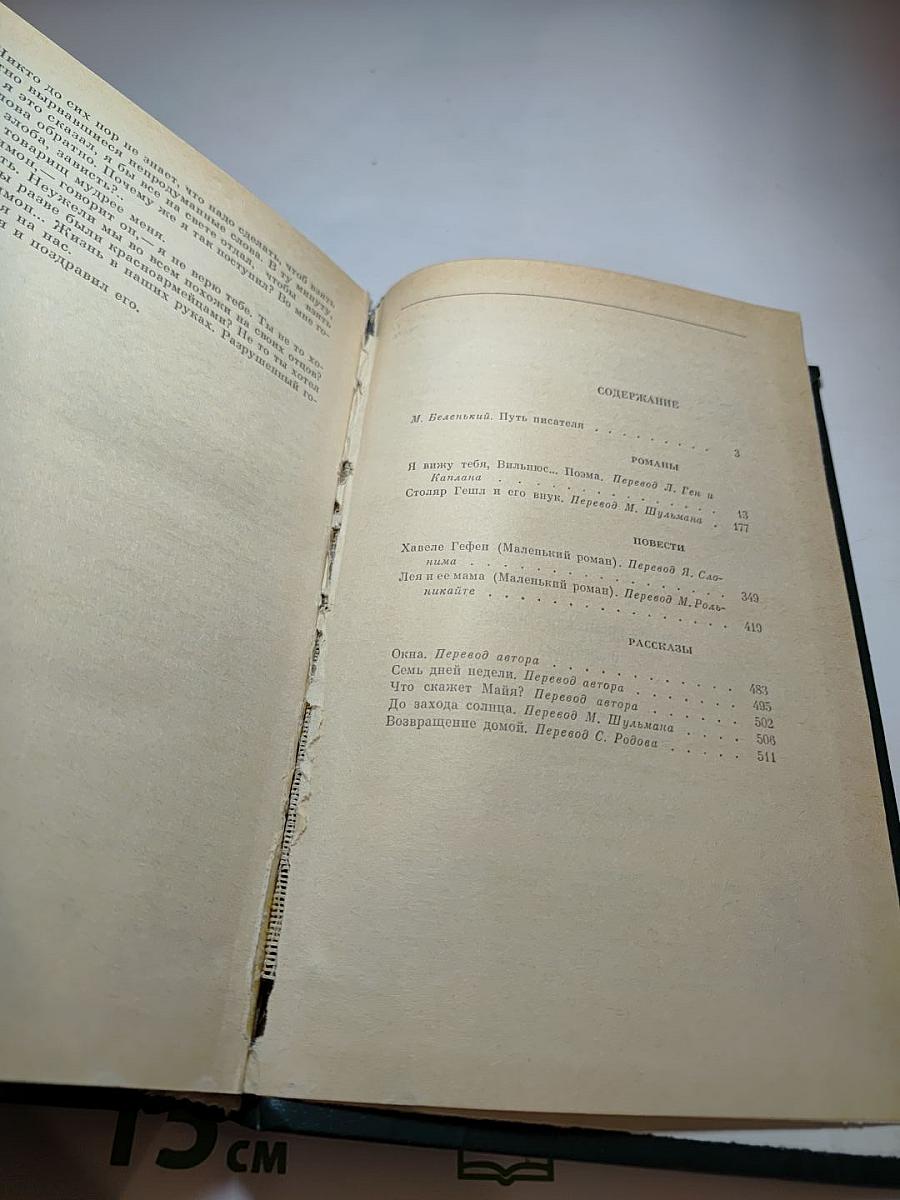 Никто до сих пор не знает, что надо сделать, чтоб взять
вырвавшиеся непродуманные слова. В ту минуту,
я это сказал, я бы все на свете отдал, чтобы взять
обратно. Почему же я так поступил? Во мне го-
злоба, зависть?..
товарищ мудрее меня.
говорит он,— я не верю тебе. Ты не то хо-
Неужели мы во всем похожи на своих отцов?
разве были красноармейцами? Не то ты хотел
Жизнь в наших руках. Разрушенный го-
на нас.
и поздравил его.
СОДЕРЖАНИЕ
М. Беленький. Путь писателя . . . . . . . . . 3
РОМАНЫ
Я вижу тебя, Вильнюс... Поэма. Перевод Л. Ген и
Каплана . . . . . . . . . . . . . . 13
Столяр Гешл и его внук. Перевод М. Шульмана . 177
ПОВЕСТИ
Хавеле Гефен (Маленький роман). Перевод Я. Сло-
нима . . . . . . . . . . . . . . . 349
Лея и ее мама (Маленький роман). Перевод М. Роль-
никайте . . . . . . . . . . . . . . 419
РАССКАЗЫ
Окна. Перевод автора . . . . . . . . . . . 483
Семь дней недели. Перевод автора . . . . . . 495
Что скажет Майя? Перевод автора . . . . . . 502
До захода солнца. Перевод М. Шульмана . . . . 506
Возвращение домой. Перевод С. Родова . . . . . 511
15 см